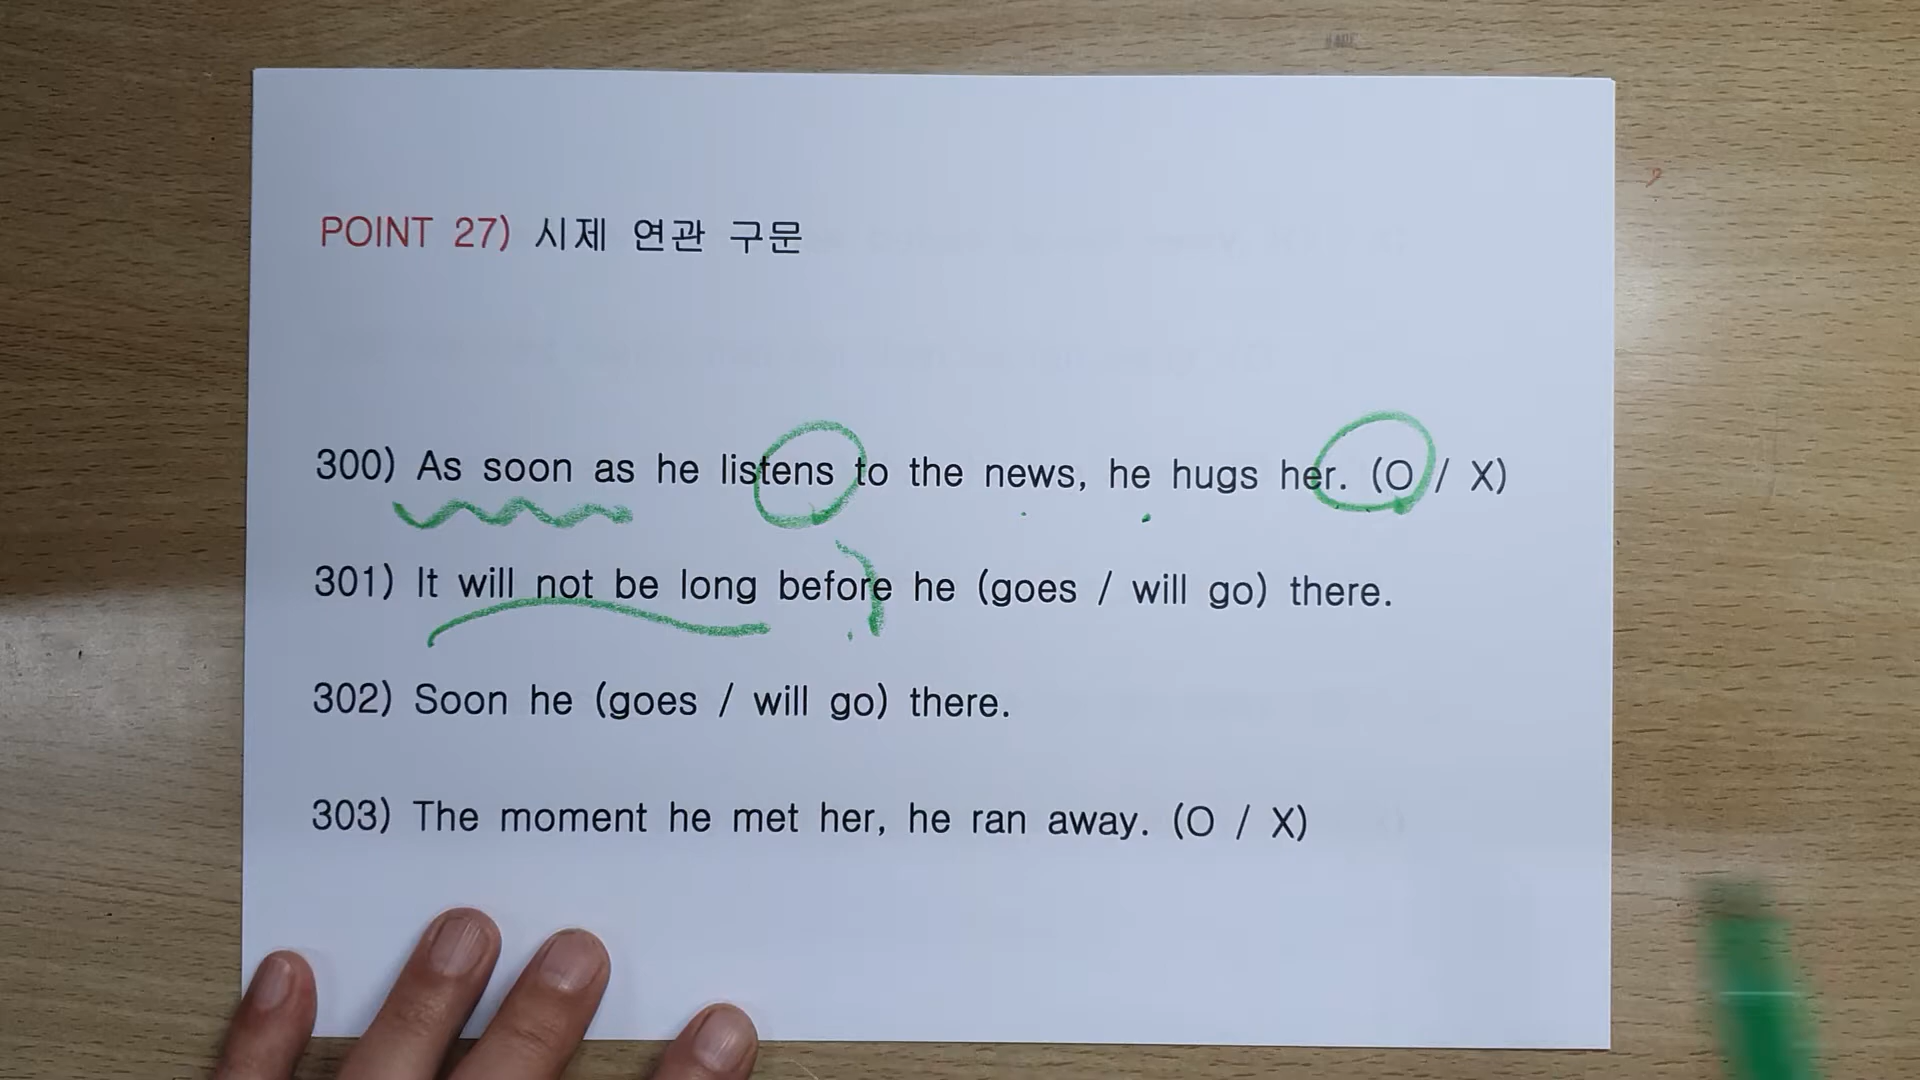 POINT 27) 시제 연관 구문
300) As soon as he listens to the news, he hugs her. (O / X)
301) It will not be long before he (goes / will go) there.
302) Soon he (goes / will go) there.
303) The moment he met her, he ran away. (O / X)